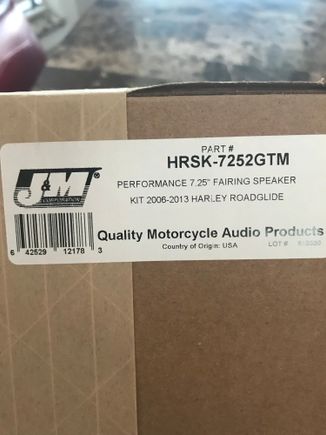 PART #
HRSK-7252GTM
J&M
CORPORATION
PERFORMANCE 7.25" FAIRING SPEAKER
KIT 2006-2013 HARLEY ROADGLIDE
6 42529 12178 3
Quality Motorcycle Audio Products
Country of Origin: USA
LOT #